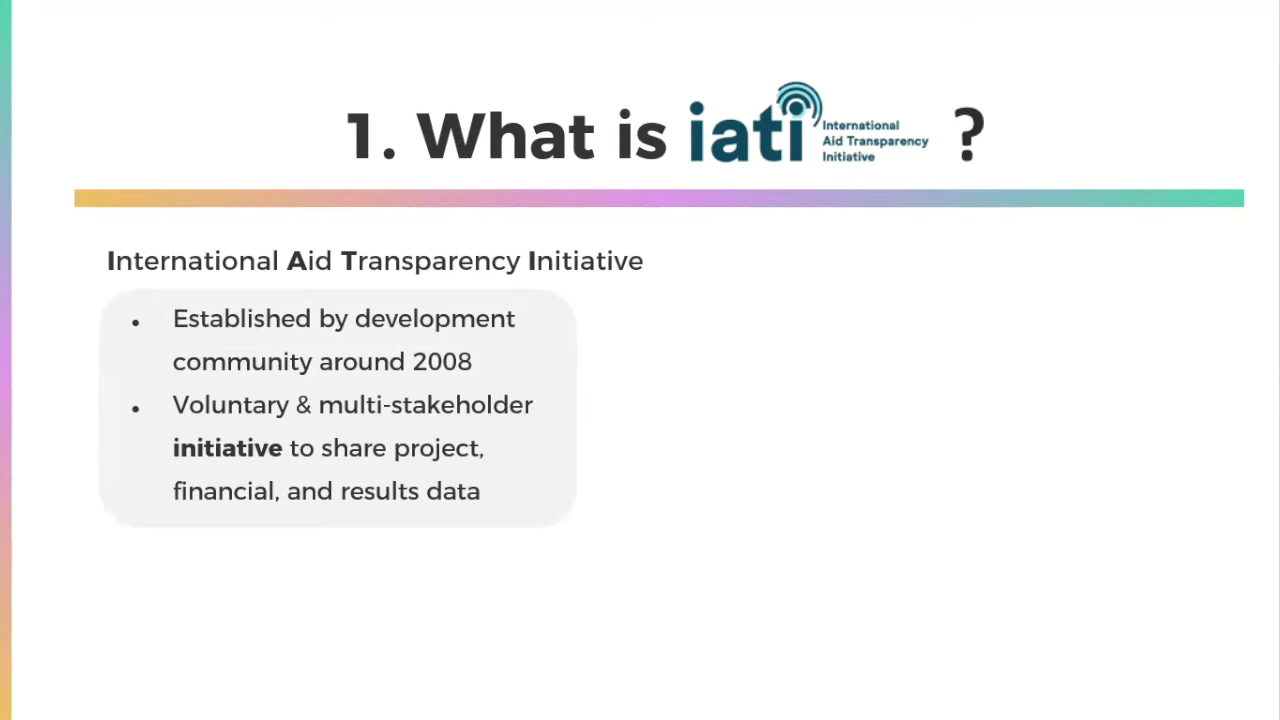 1. What is iati International Aid Transparency Initiative ?
International Aid Transparency Initiative
• Established by development
community around 2008
• Voluntary & multi-stakeholder
initiative to share project,
financial, and results data